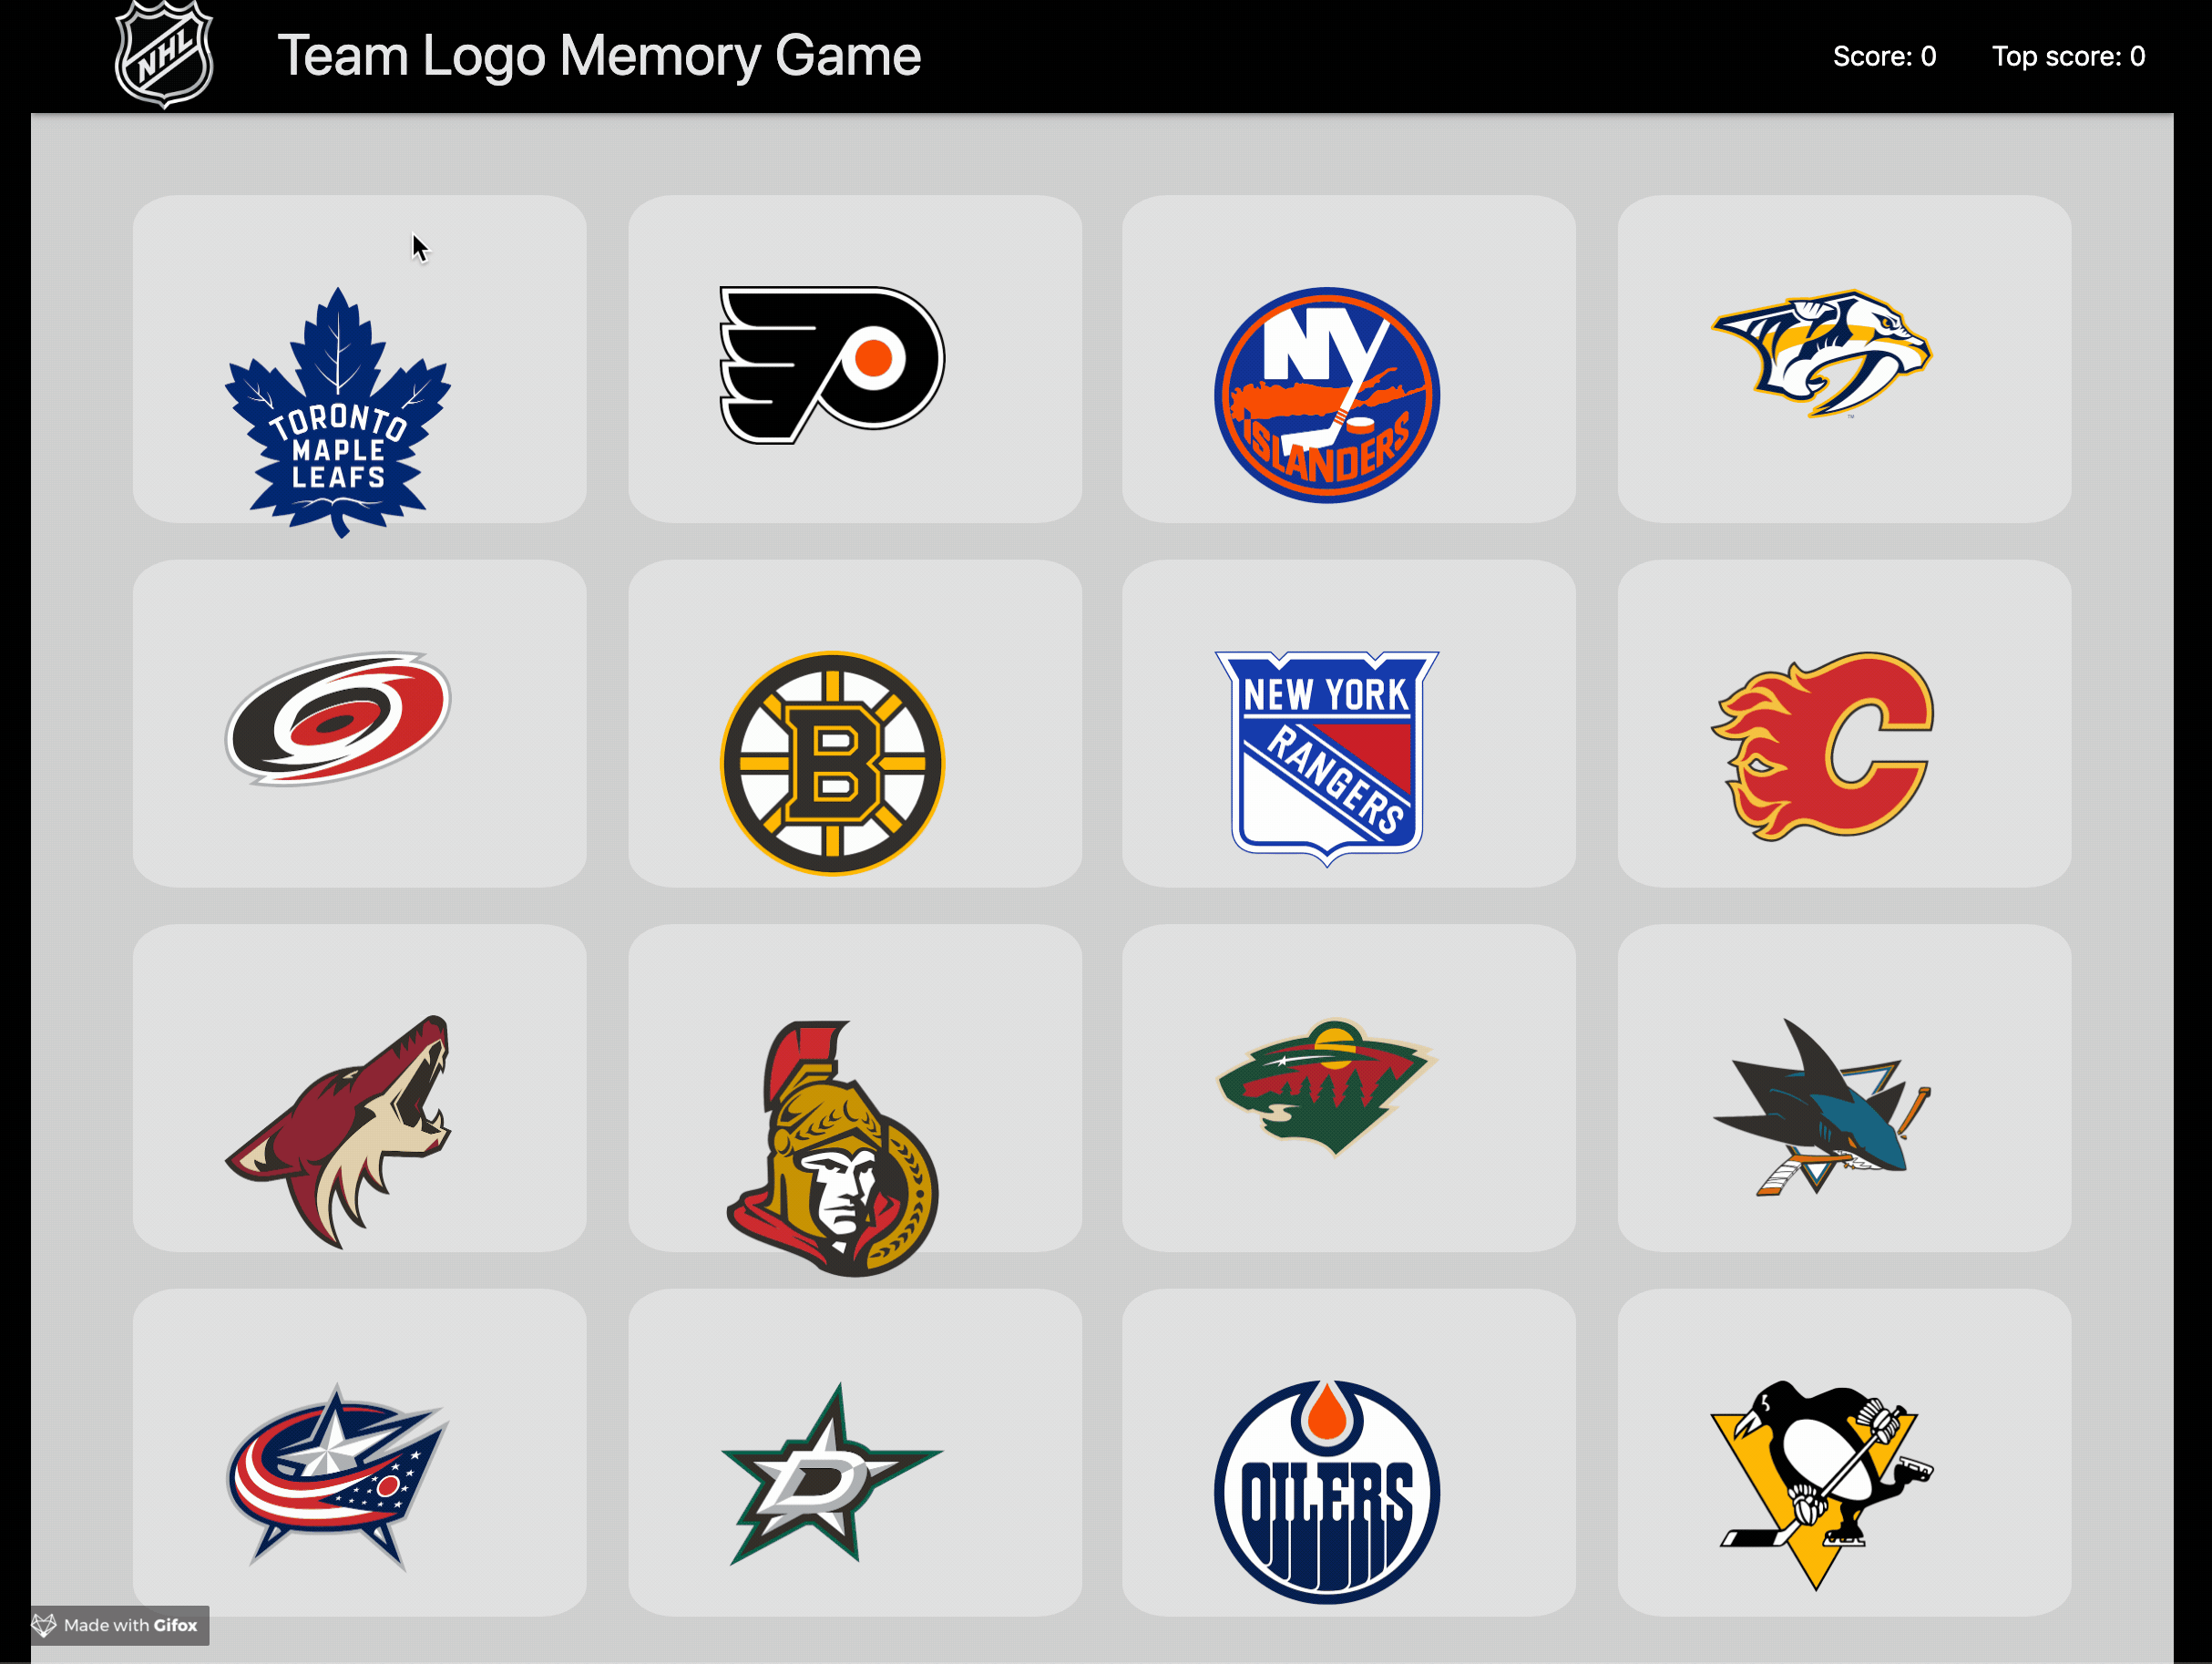 NHL
Team Logo Memory Game
Score: 0
Top score: 0
TORONTO
MAPLE
LEAFS
NY
ISLANDERS
TM
B
NEW YORK
RANGERS
C
D
OILERS
Made with Gifox